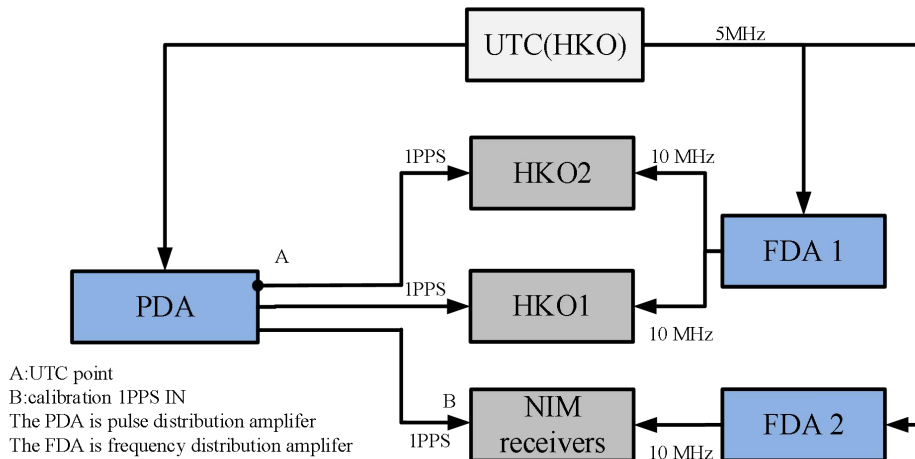 UTC(HKO)
5MHz
1PPS
HKO2
10 MHz
A
FDA 1
PDA
1PPS
HKO1
10 MHz
A:UTC point
B:calibration 1PPS IN
The PDA is pulse distribution amplifer
The FDA is frequency distribution amplifer
B
1PPS
NIM
receivers
10 MHz
FDA 2